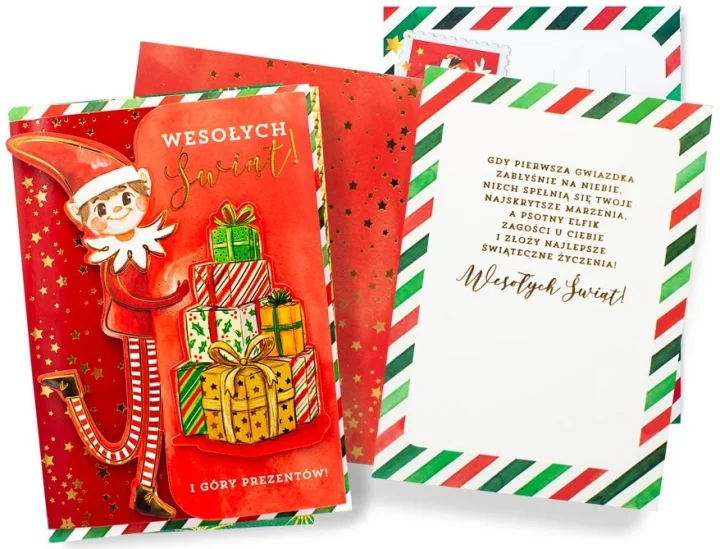 WESOŁYCH
Świąt!
I GÓRY PREZENTÓW!
GDY PIERWSZA GWIAZDKA
ZABŁYŚNIE NA NIEBIE,
NIECH SPEŁNIĄ SIĘ TWOJE
NAJSKRYTSZE MARZENIA,
A PSOTNY ELFIK
ZAGOŚCI U CIEBIE
I ZŁOŻY NAJLEPSZE
ŚWIĄTECZNE ŻYCZENIA!
Wesołych Świąt!